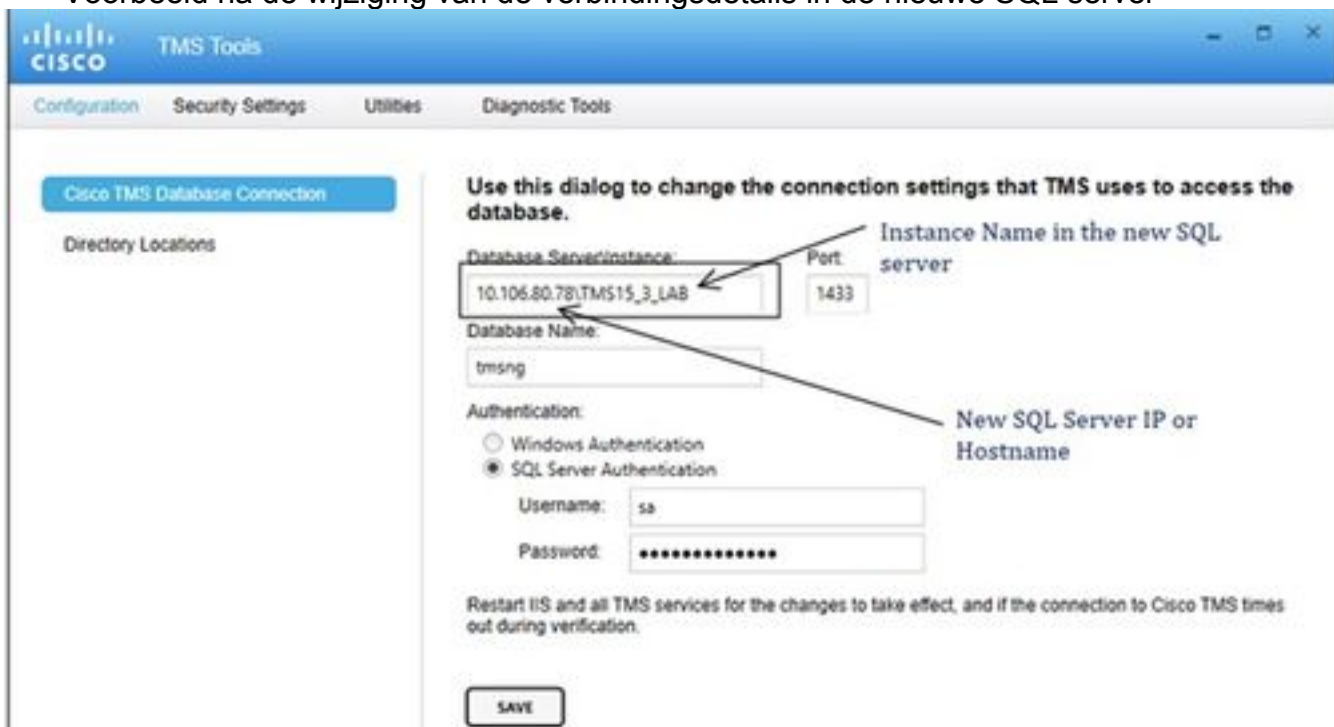 Voorbeeld na de wijziging van de verbindingsdetails in de nieuwe SQL server
CISCO TMS Tools
Configuration Security Settings Utilities Diagnostic Tools
Cisco TMS Database Connection
Directory Locations
Use this dialog to change the connection settings that TMS uses to access the
database.
Instance Name in the new SQL
server
Database Server\Instance: Port:
10.106.80.78\TMS15_3_LAB 1433
Database Name:
tmsng
Authentication:
Windows Authentication
SQL Server Authentication
New SQL Server IP or
Hostname
Username: sa
Password: •••••••••••••
Restart IIS and all TMS services for the changes to take effect, and if the connection to Cisco TMS times
out during verification.
SAVE